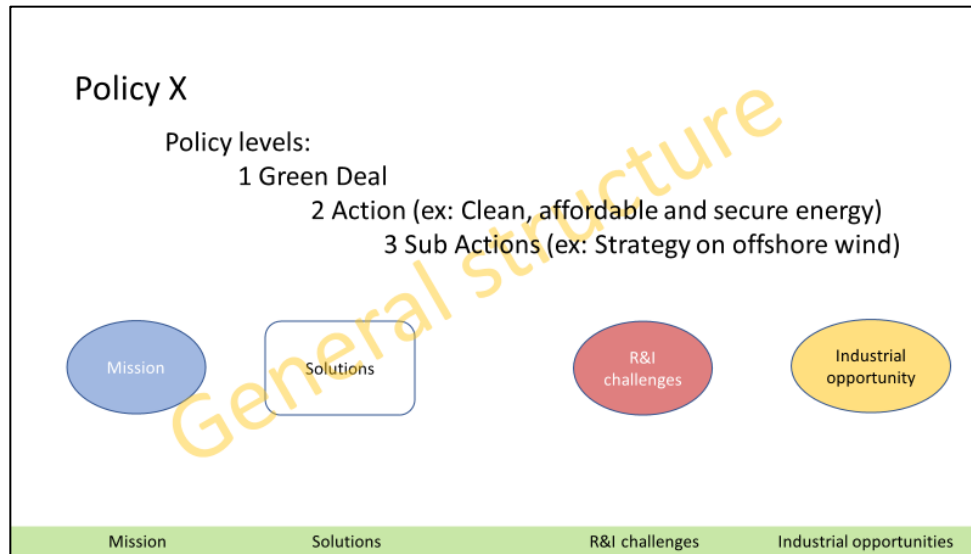 Policy X
Policy levels:
1 Green Deal
2 Action (ex: Clean, affordable and secure energy)
3 Sub Actions (ex: Strategy on offshore wind)
General structure
Mission
Solutions
R&I
challenges
Industrial
opportunity
Mission
Solutions
R&I challenges
Industrial opportunities